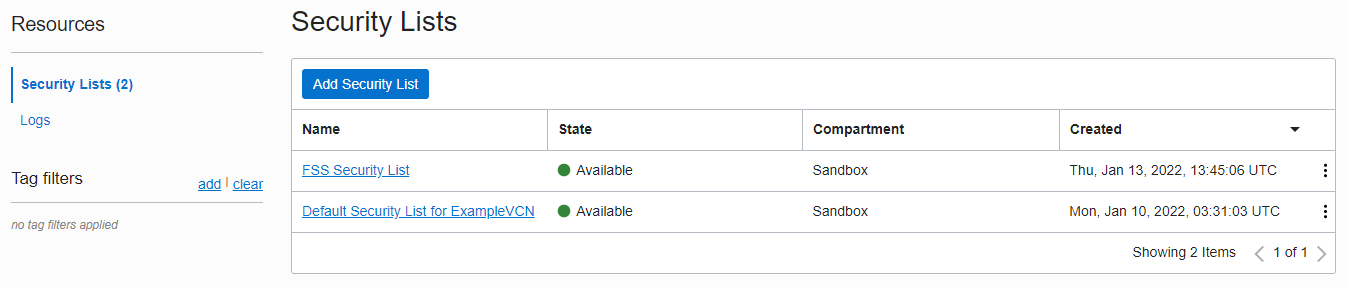 Resources
Security Lists (2)
Logs
Tag filters add | clear
no tag filters applied
Security Lists
Add Security List
Name State Compartment Created
FSS Security List Available Sandbox Thu, Jan 13, 2022, 13:45:06 UTC
Default Security List for ExampleVCN Available Sandbox Mon, Jan 10, 2022, 03:31:03 UTC
Showing 2 Items 1 of 1